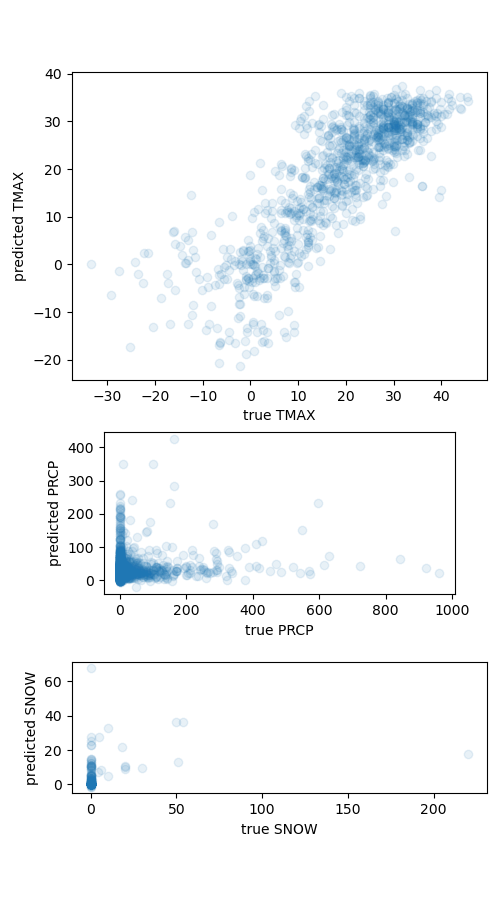 40
30
20
10
0
−10
−20
predicted TMAX
−30 −20 −10 0 10 20 30 40
true TMAX
400
300
200
100
0
predicted PRCP
0 200 400 600 800 1000
true PRCP
60
40
20
0
predicted SNOW
0 50 100 150 200
true SNOW